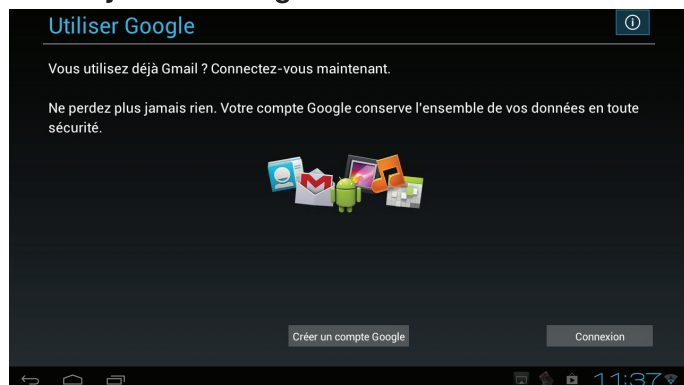 Utiliser Google
Vous utilisez déjà Gmail ? Connectez-vous maintenant.
Ne perdez plus jamais rien. Votre compte Google conserve l'ensemble de vos données en toute
sécurité.
Créer un compte Google
Connexion
11:37